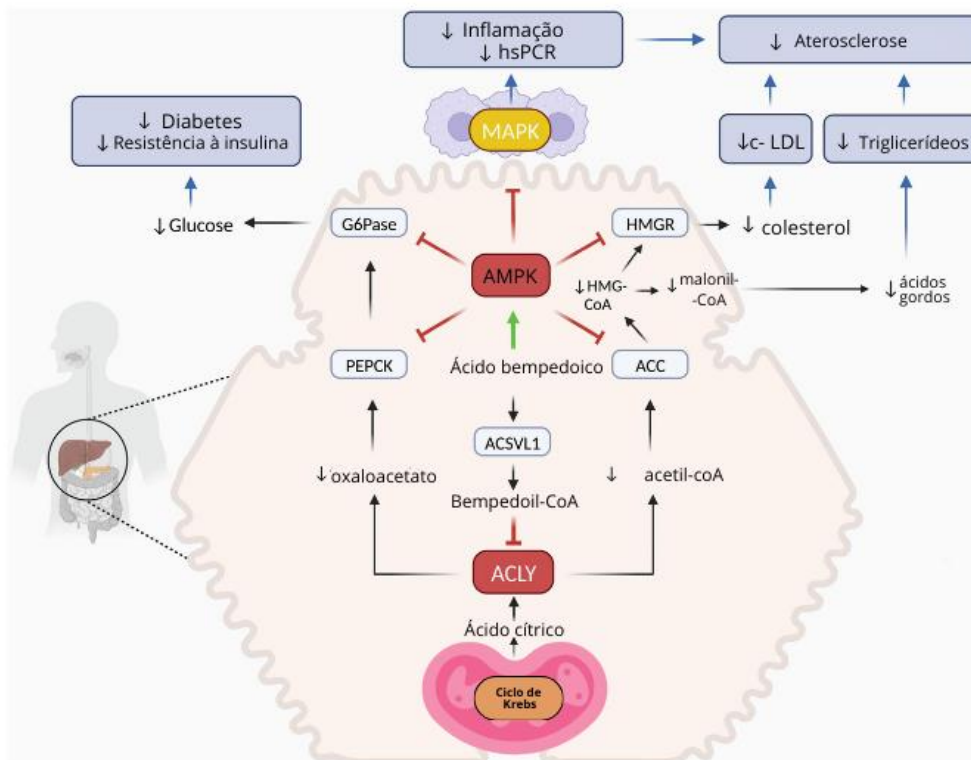 ↓ Inflamação
↓ hsPCR
↓ Aterosclerose
↓ Diabetes
↓ Resistência à insulina
MAPK
↓c- LDL
↓ Triglicerídeos
↓ Glucose
G6Pase
HMGR
↓ colesterol
AMPK
↓ HMG-
CoA
↓ malonil-
-CoA
↓ ácidos
gordos
PEPCK
Ácido bempedoico
ACC
ACSVL1
↓ oxaloacetato
↓ acetil-coA
Bempedoil-CoA
ACLY
Ácido cítrico
Ciclo de
Krebs